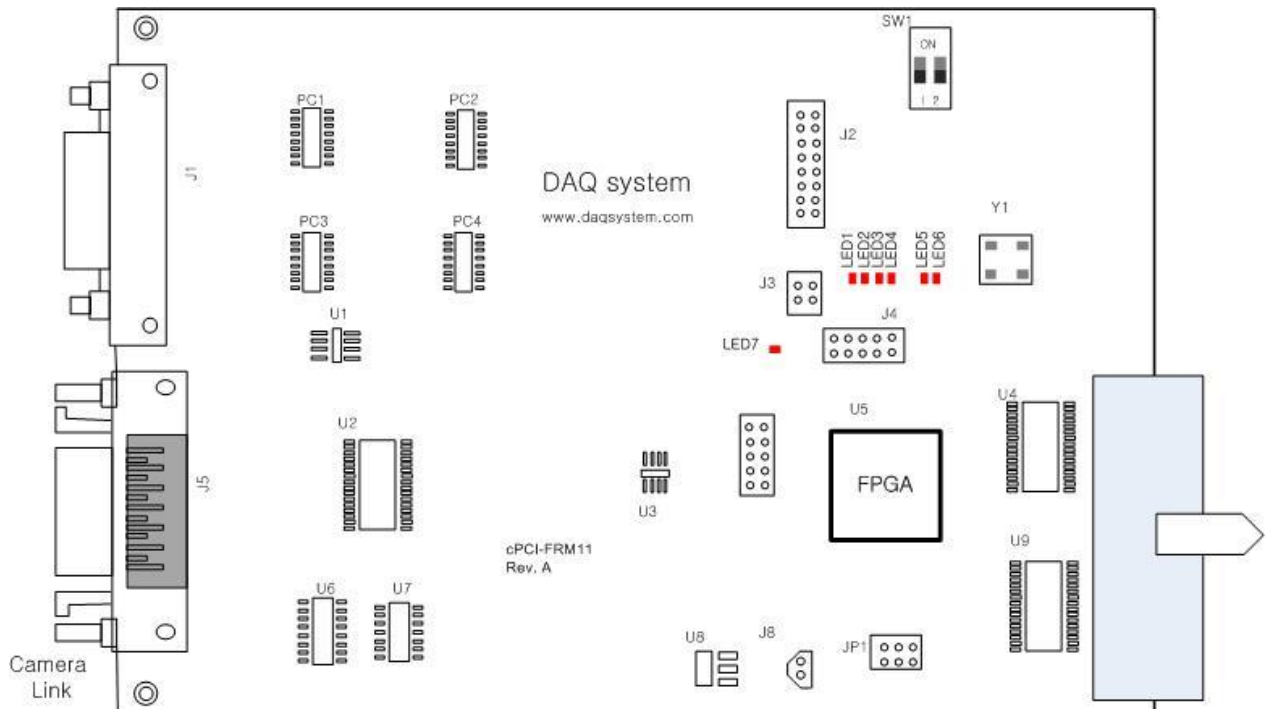 SW1
ON
1 2
PC1
PC2
J2
J1
DAQ system
www.daqsystem.com
PC3
PC4
Y1
LED1
LED2
LED3
LED4
LED5
LED6
J3
U1
J4
LED7
U4
U5
U2
J5
FPGA
U3
cPCI-FRM11
Rev. A
U9
U6
U7
U8
J8
JP1
Camera
Link